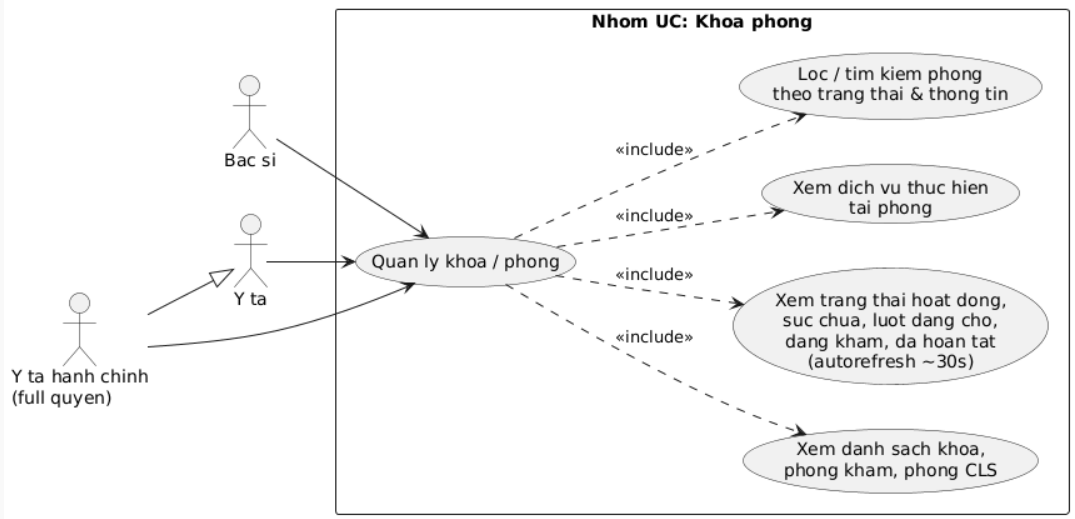 Nhom UC: Khoa phong
Loc / tim kiem phong
theo trang thai & thong tin
Bac si
«include»
Xem dich vu thuc hien
tai phong
«include»
Quan ly khoa / phong
Y ta
«include»
Xem trang thai hoat dong,
suc chua, luot dang cho,
dang kham, da hoan tat
(autorefresh ~30s)
«include»
Y ta hanh chinh
(full quyen)
Xem danh sach khoa,
phong kham, phong CLS